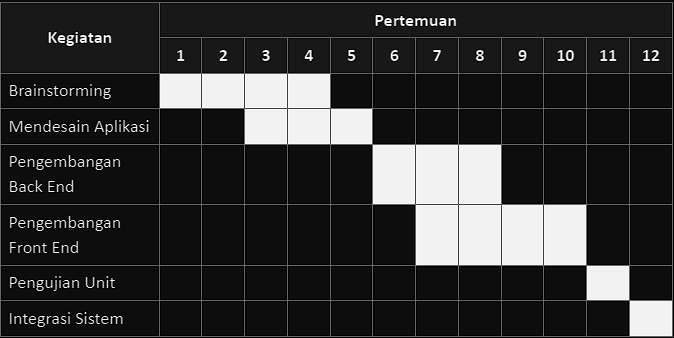 Kegiatan
Pertemuan
1 2 3 4 5 6 7 8 9 10 11 12
Brainstorming
Mendesain Aplikasi
Pengembangan
Back End
Pengembangan
Front End
Pengujian Unit
Integrasi Sistem